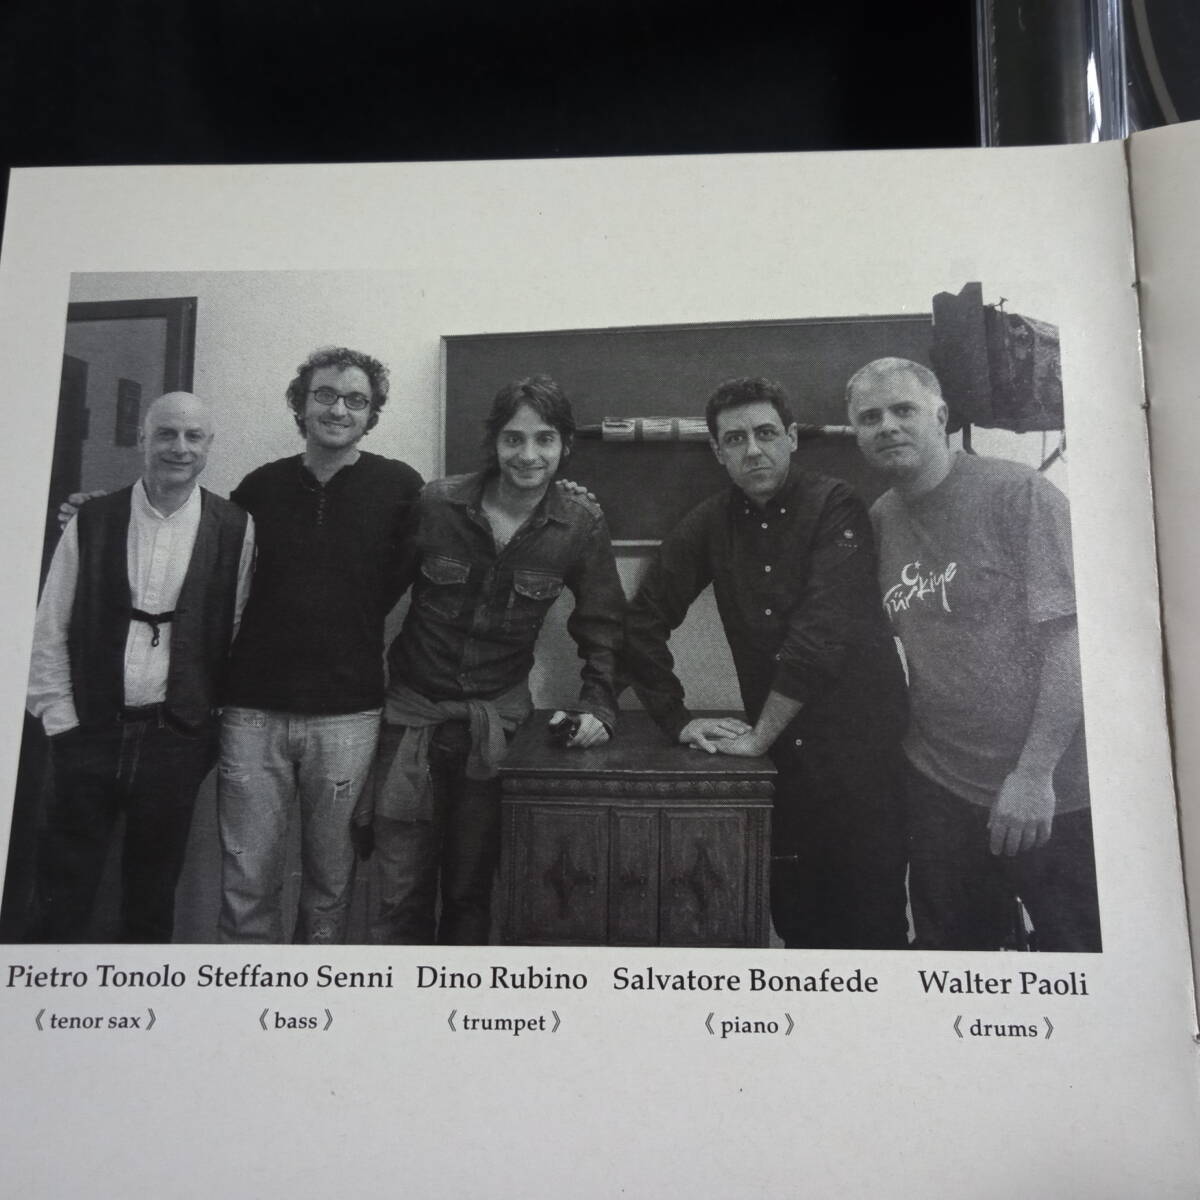 Türkiye
Pietro Tonolo Steffano Senni Dino Rubino Salvatore Bonafede Walter Paoli
《 tenor sax 》 《 bass 》 《 trumpet 》 《 piano 》 《 drums 》